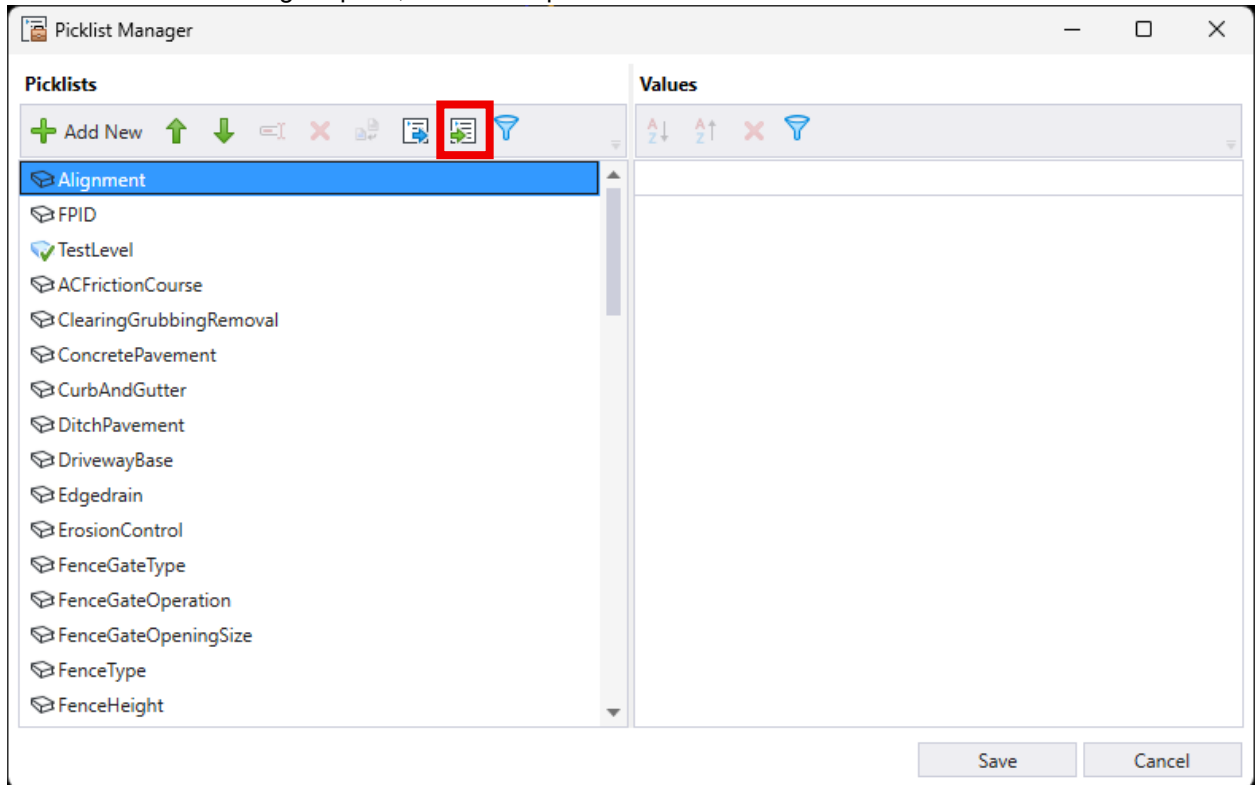 Picklist Manager
Picklists
Values
Add New
Alignment
FPID
TestLevel
ACFrictionCourse
ClearingGrubbingRemoval
ConcretePavement
CurbAndGutter
DitchPavement
DrivewayBase
Edgedrain
ErosionControl
FenceGateType
FenceGateOperation
FenceGateOpeningSize
FenceType
FenceHeight
Save
Cancel